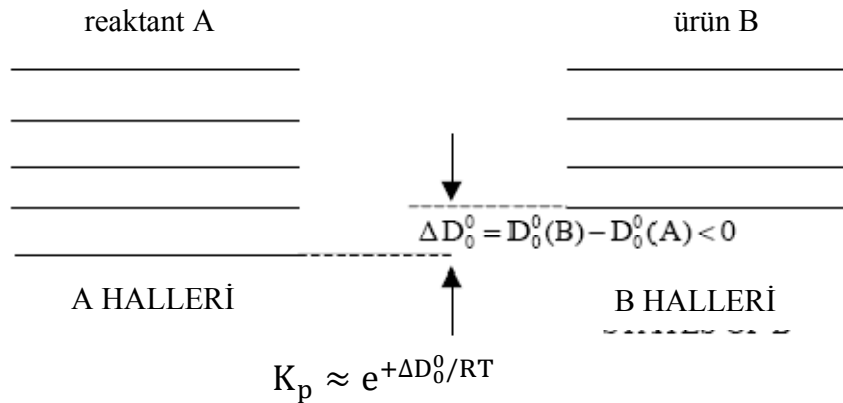 reaktant A
ürün B
ΔD₀⁰ = D₀⁰(B) − D₀⁰(A) < 0
A HALLERİ
B HALLERİ
Kₚ ≈ e^{+ΔD₀⁰/RT}